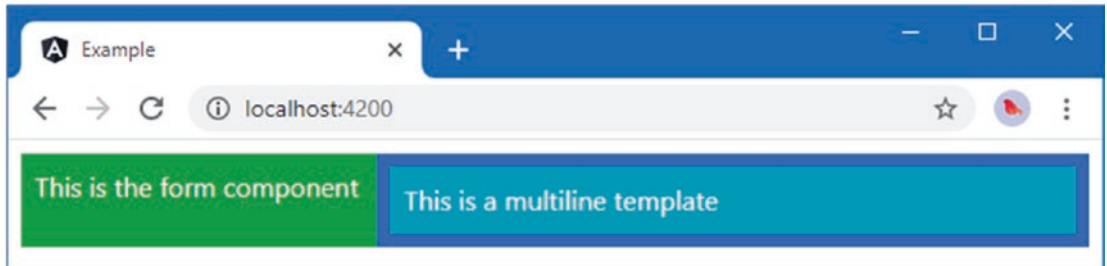 Example
localhost:4200
This is the form component
This is a multiline template